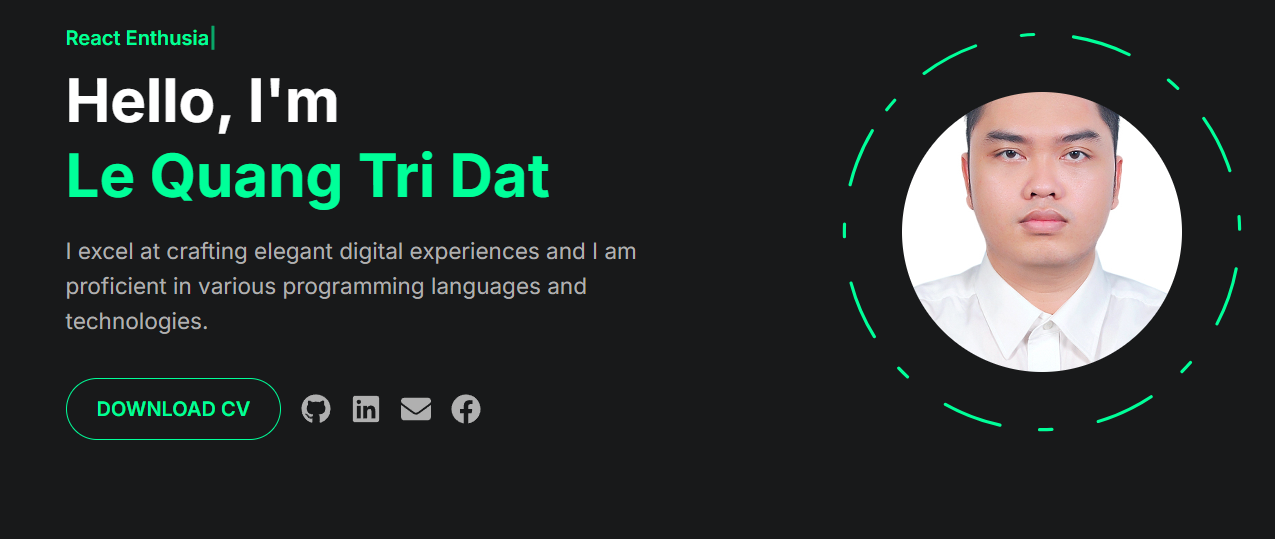 React Enthusia
Hello, I'm
Le Quang Tri Dat
I excel at crafting elegant digital experiences and I am
proficient in various programming languages and
technologies.
DOWNLOAD CV
in